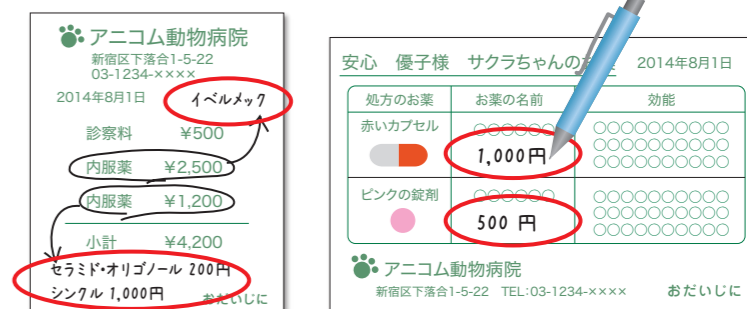 アニコム動物病院
新宿区下落合1-5-22
03-1234-××××
2014年8月1日
イベルメック
診察料 ¥500
内服薬 ¥2,500
内服薬 ¥1,200
小計 ¥4,200
セラミド・オリゴノール 200円
シンクル 1,000円
おだいじに
安心 優子様 サクラちゃんの 2014年8月1日
処方のお薬 お薬の名前 効能
赤いカプセル ○○○○○○ ○○○○○○○○○○
○○○○○○○○○○
1,000円 ○○○○○○○○○○
ピンクの錠剤 ○○○○○○ ○○○○○○○○○○
○○○○○○○○○○
500 円 ○○○○○○○○○○
アニコム動物病院
新宿区下落合1-5-22 TEL:03-1234-×××× おだいじに